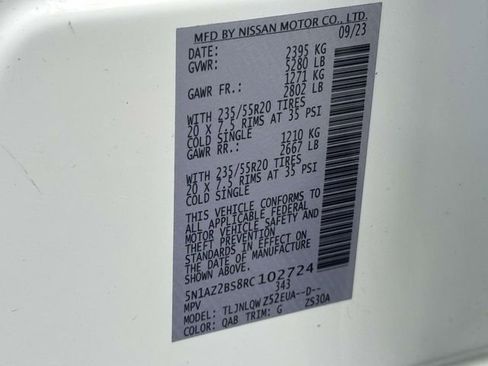 MFD BY NISSAN MOTOR CO., LTD.
DATE: 09/23
GVWR: 2395 KG
5280 LB
GAWR FR.: 1271 KG
2802 LB
WITH 235/55R20 TIRES
20 X 7.5 RIMS AT 35 PSI
COLD SINGLE
GAWR RR.: 1210 KG
2667 LB
WITH 235/55R20 TIRES
20 X 7.5 RIMS AT 35 PSI
COLD SINGLE
THIS VEHICLE CONFORMS TO
ALL APPLICABLE FEDERAL
MOTOR VEHICLE SAFETY AND
THEFT PREVENTION
STANDARDS IN EFFECT ON
THE DATE OF MANUFACTURE
SHOWN ABOVE.
5N1AZ2BS8RC102724
MPV 343
MODEL: TLJNLQWZ52EUA--D--
COLOR: QAB TRIM: G ZS30A